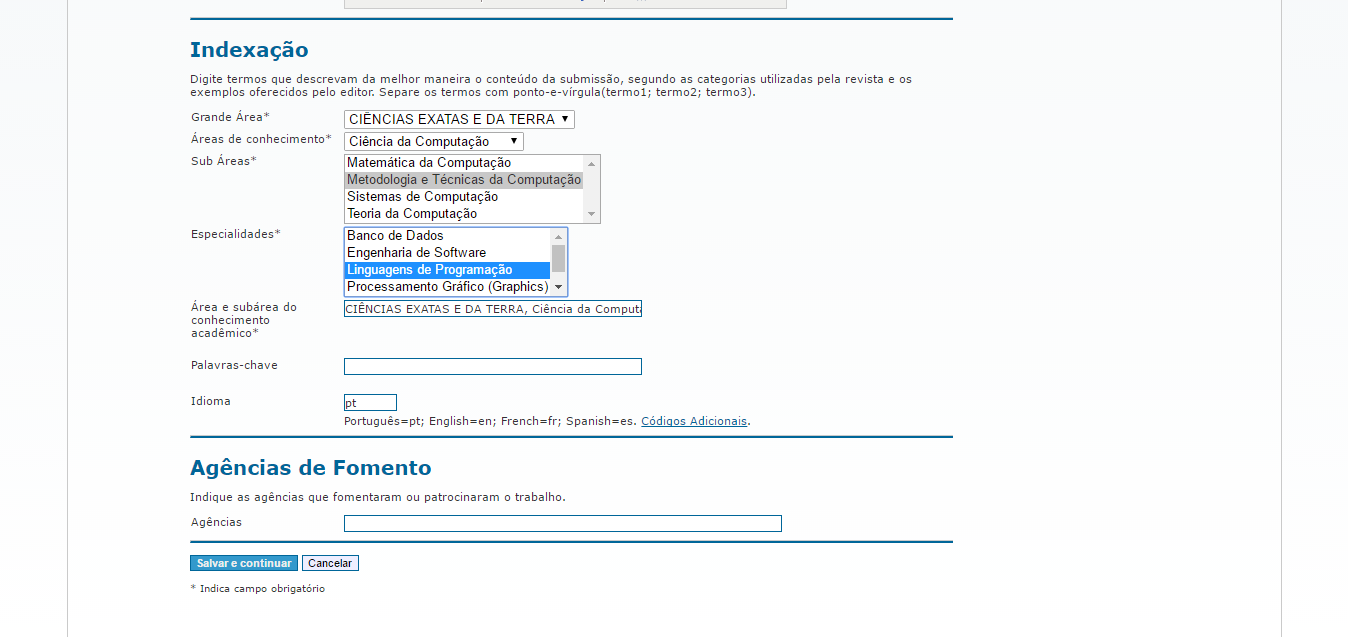 Indexação
Digite termos que descrevam da melhor maneira o conteúdo da submissão, segundo as categorias utilizadas pela revista e os
exemplos oferecidos pelo editor. Separe os termos com ponto-e-vírgula(termo1; termo2; termo3).
Grande Área* CIÊNCIAS EXATAS E DA TERRA
Áreas de conhecimento* Ciência da Computação
Sub Áreas* Matemática da Computação
Metodologia e Técnicas da Computação
Sistemas de Computação
Teoria da Computação
Especialidades* Banco de Dados
Engenharia de Software
Linguagens de Programação
Processamento Gráfico (Graphics)
Área e subárea do CIÊNCIAS EXATAS E DA TERRA, Ciência da Computa
conhecimento
acadêmico*
Palavras-chave
Idioma pt
Português=pt; English=en; French=fr; Spanish=es. Códigos Adicionais.
Agências de Fomento
Indique as agências que fomentaram ou patrocinaram o trabalho.
Agências
Salvar e continuar Cancelar
* Indica campo obrigatório